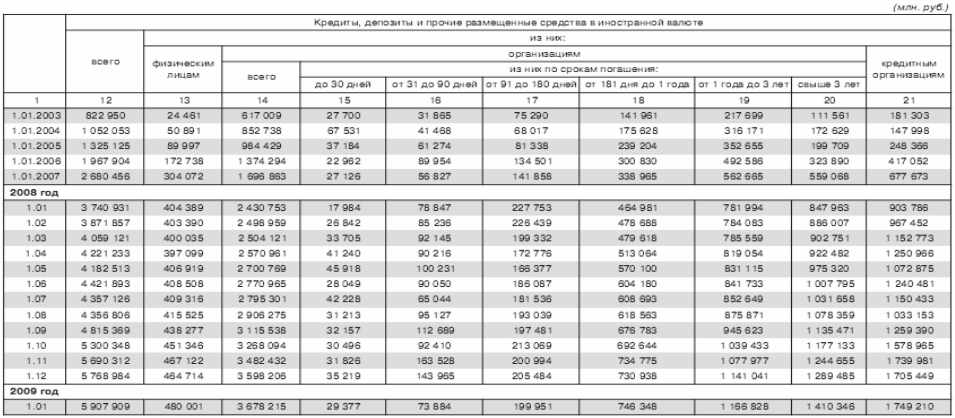 (млн. руб.)
Кредиты, депозиты и прочие размещенные средства в иностранной валюте
из них:
всего физическим лицам организациям кредитным организациям
всего из них по срокам погашения:
до 30 дней от 31 до 90 дней от 91 до 180 дней от 181 дня до 1 года от 1 года до 3 лет свыше 3 лет
1 12 13 14 15 16 17 18 19 20 21
1.01.2003 822 950 24 461 617 009 27 700 31 865 75 290 141 961 217 699 111 561 181 303
1.01.2004 1 052 053 50 891 852 738 67 531 41 468 68 017 175 628 316 171 172 629 147 998
1.01.2005 1 325 125 89 997 984 429 37 184 61 274 81 338 239 204 352 655 199 709 248 366
1.01.2006 1 967 904 172 738 1 374 294 22 962 89 954 134 501 300 830 492 586 323 890 417 052
1.01.2007 2 680 456 304 072 1 696 863 27 126 56 827 141 858 338 965 562 665 559 068 677 673
2008 год
1.01 3 740 931 404 389 2 430 753 17 984 78 847 227 753 464 981 781 994 847 963 903 786
1.02 3 871 857 403 390 2 498 959 26 842 85 236 226 439 478 688 784 083 886 007 967 452
1.03 4 059 121 400 035 2 504 121 33 705 92 145 199 332 479 618 785 559 902 751 1 152 773
1.04 4 221 233 397 099 2 570 961 41 240 90 216 172 776 513 064 819 054 922 482 1 250 966
1.05 4 182 513 406 919 2 700 769 45 918 100 231 166 377 570 100 831 115 975 320 1 072 875
1.06 4 421 893 408 508 2 770 965 28 049 90 050 186 087 604 180 841 733 1 007 795 1 240 481
1.07 4 357 126 409 316 2 795 301 42 228 65 044 181 536 608 693 852 649 1 031 658 1 150 433
1.08 4 356 806 415 525 2 906 275 31 213 95 127 193 039 618 563 875 871 1 078 359 1 033 153
1.09 4 815 369 438 277 3 115 538 32 157 112 689 197 481 676 783 945 623 1 135 471 1 259 390
1.10 5 300 348 451 346 3 268 094 30 496 92 410 213 069 692 644 1 039 433 1 177 133 1 578 965
1.11 5 690 312 467 122 3 482 432 31 826 163 528 200 994 734 775 1 077 977 1 244 655 1 739 981
1.12 5 768 984 464 714 3 598 206 35 219 143 965 205 484 730 938 1 141 041 1 289 485 1 705 449
2009 год
1.01 5 907 909 480 001 3 678 215 29 377 73 884 199 951 746 348 1 166 828 1 410 346 1 749 210